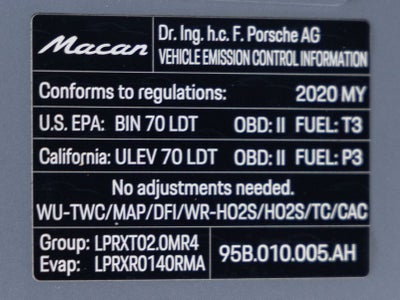 Macan
Dr. Ing. h.c. F. Porsche AG
VEHICLE EMISSION CONTROL INFORMATION
Conforms to regulations: 2020 MY
U.S. EPA: BIN 70 LDT OBD: II FUEL: T3
California: ULEV 70 LDT OBD: II FUEL: P3
No adjustments needed.
WU-TWC/MAP/DFI/WR-HO2S/HO2S/TC/CAC
Group: LPRXT02.0MR4
Evap: LPRXR0140RMA
95B.010.005.AH